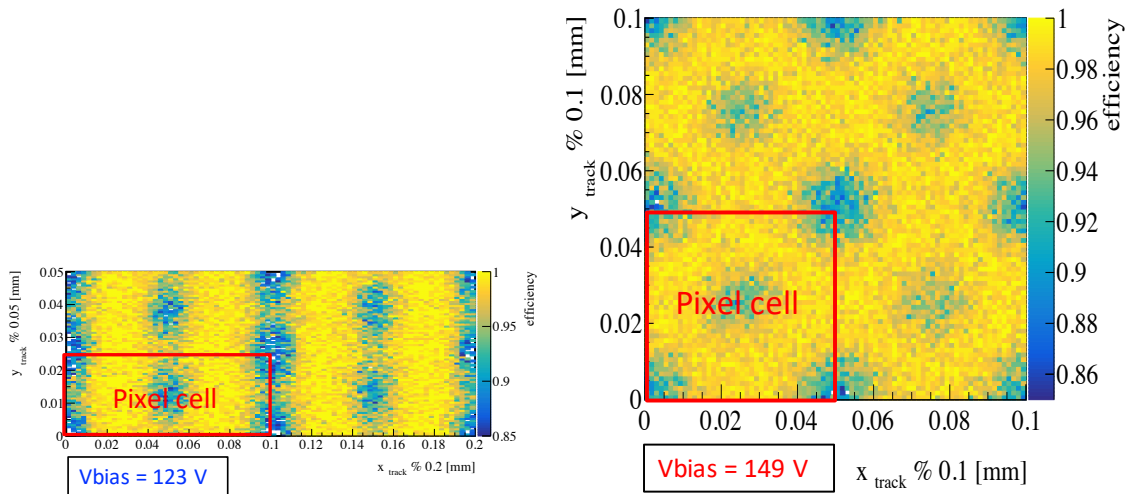 0.05
0.04
0.03
0.02
0.01
0
y track % 0.05 [mm]
Pixel cell
0 0.02 0.04 0.06 0.08 0.1 0.12 0.14 0.16 0.18 0.2
x track % 0.2 [mm]
1
0.95
0.9
0.85
efficiency
Vbias = 123 V
0.1
0.08
0.06
0.04
0.02
0
y track % 0.1 [mm]
Pixel cell
0 0.02 0.04 0.06 0.08 0.1
x track % 0.1 [mm]
1
0.98
0.96
0.94
0.92
0.9
0.88
0.86
efficiency
Vbias = 149 V